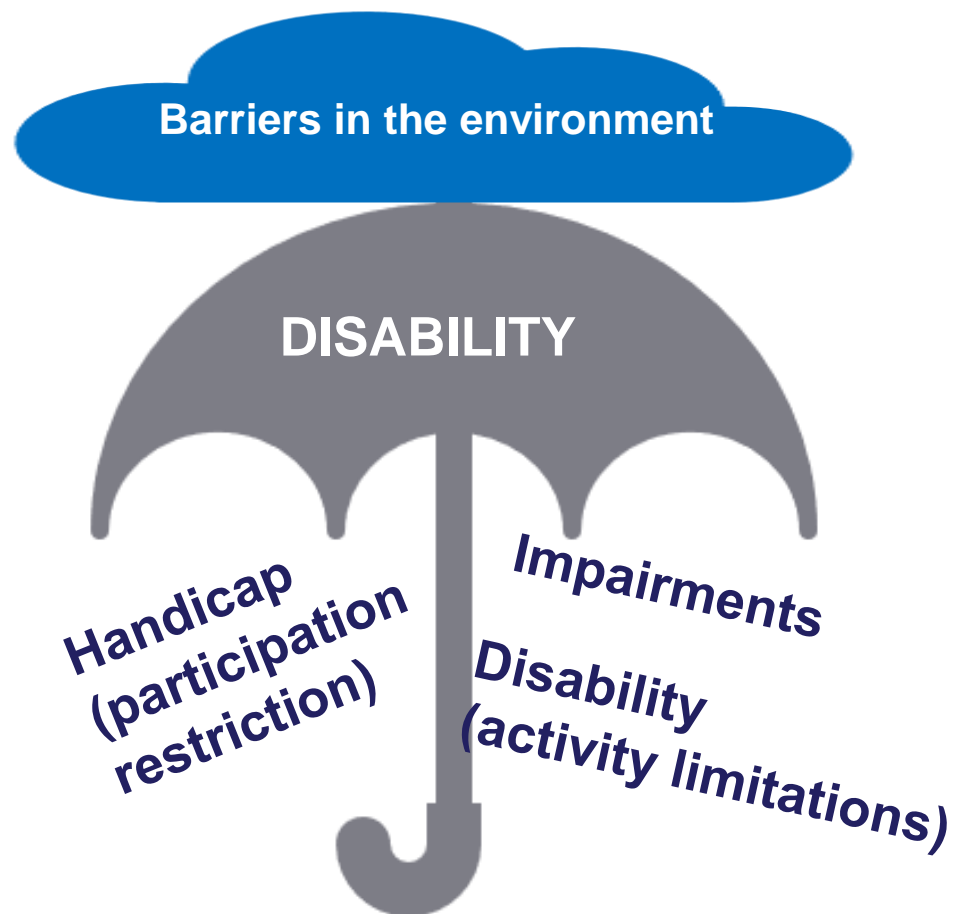 Barriers in the environment
DISABILITY
Handicap
(participation
restriction)
Impairments
Disability
(activity limitations)